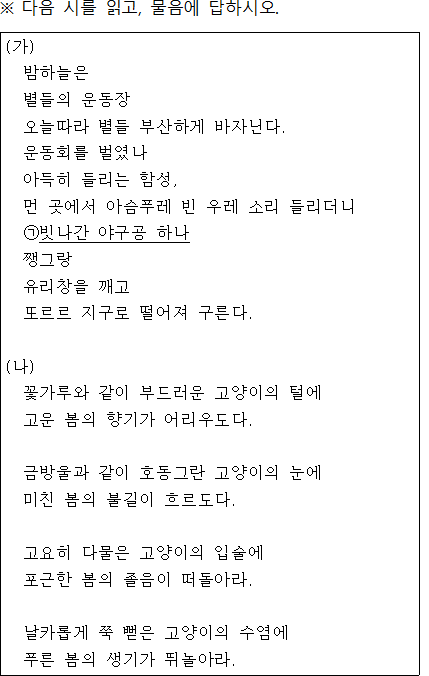 ※ 다음 시를 읽고, 물음에 답하시오.
(가)
밤하늘은
별들의 운동장
오늘따라 별들 부산하게 바자닌다.
운동회를 벌였나
아득히 들리는 함성,
먼 곳에서 아슴푸레 빈 우레 소리 들리더니
㉠빗나간 야구공 하나
쨍그랑
유리창을 깨고
또르르 지구로 떨어져 구른다.
(나)
꽃가루와 같이 부드러운 고양이의 털에
고운 봄의 향기가 어리우도다.
금방울과 같이 호동그란 고양이의 눈에
미친 봄의 불길이 흐르도다.
고요히 다물은 고양이의 입술에
포근한 봄의 졸음이 떠돌아라.
날카롭게 쭉 뻗은 고양이의 수염에
푸른 봄의 생기가 뛰놀아라.